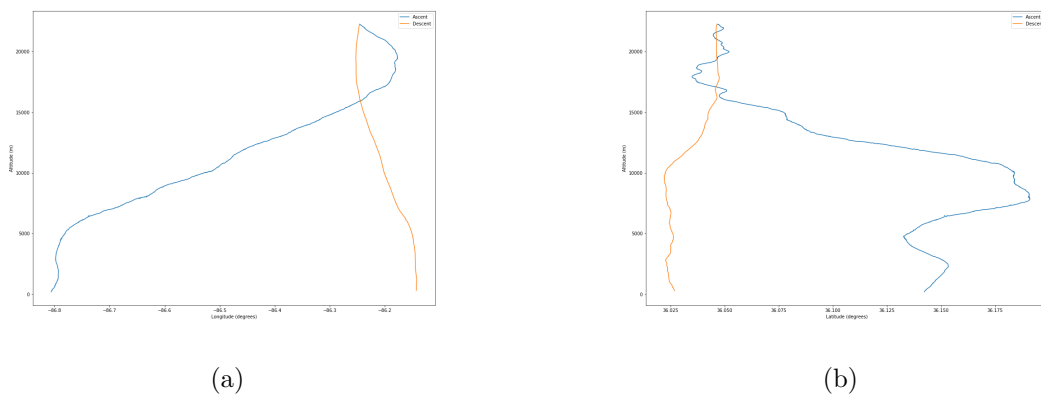 Ascent
Descent
20000
15000
10000
5000
0
Altitude (m)
−86.8
−86.7
−86.6
−86.5
−86.4
−86.3
−86.2
Longitude (degrees)
(a)
Ascent
Descent
20000
15000
10000
5000
0
Altitude (m)
36.025
36.050
36.075
36.100
36.125
36.150
36.175
Latitude (degrees)
(b)